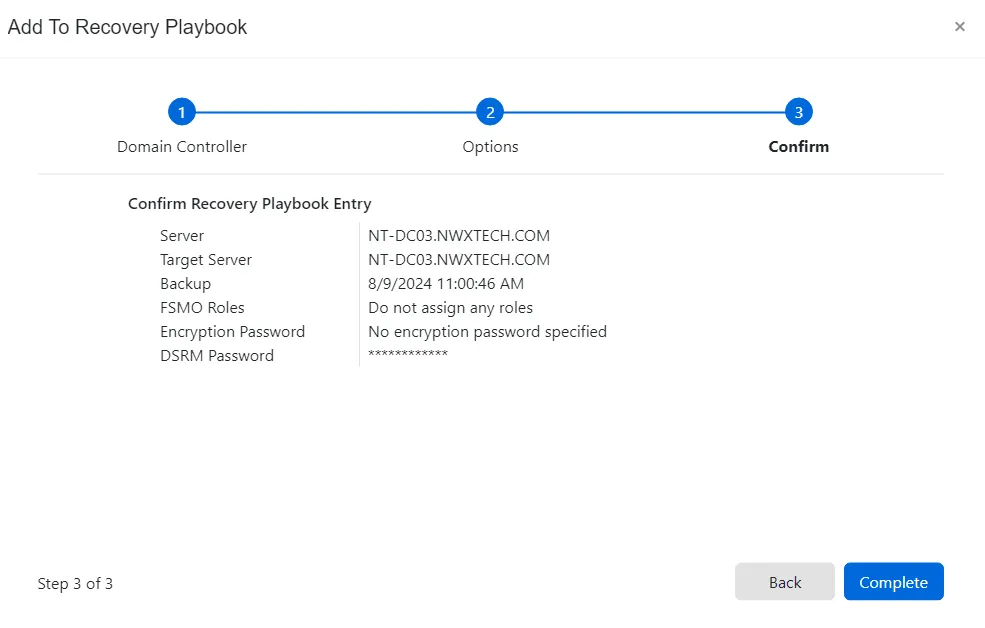 Add To Recovery Playbook
×
1 2 3
Domain Controller Options Confirm
Confirm Recovery Playbook Entry
Server NT-DC03.NWXTECH.COM
Target Server NT-DC03.NWXTECH.COM
Backup 8/9/2024 11:00:46 AM
FSMO Roles Do not assign any roles
Encryption Password No encryption password specified
DSRM Password ************
Step 3 of 3 Back Complete